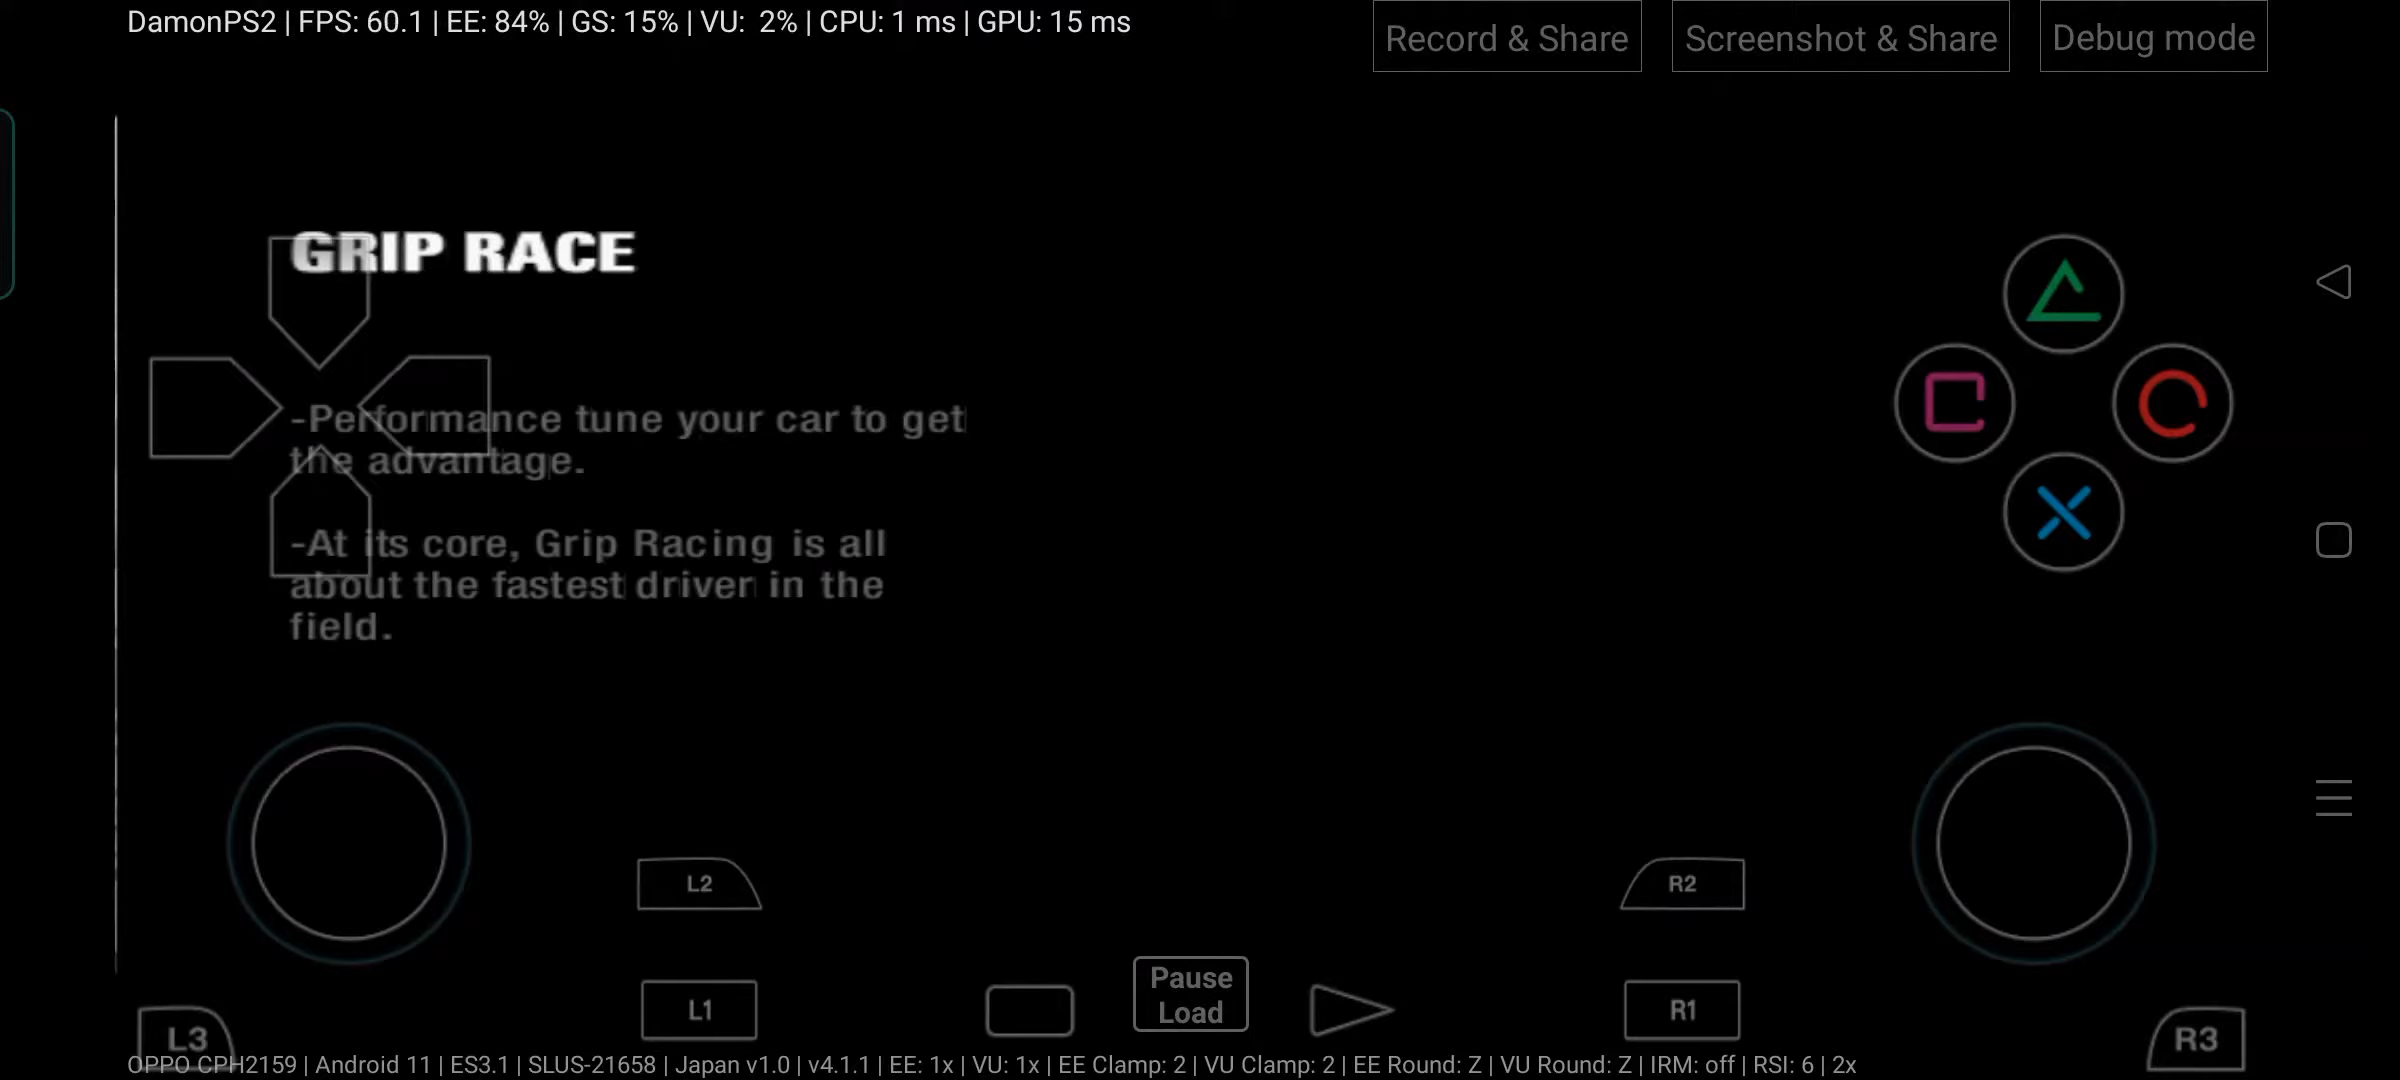 DamonPS2 | FPS: 60.1 | EE: 84% | GS: 15% | VU:  2% | CPU: 1 ms | GPU: 15 ms
Record & Share
Screenshot & Share
Debug mode
GRIP RACE
-Performance tune your car to get
the advantage.
-At its core, Grip Racing is all
about the fastest driver in the
field.
L2
R2
Pause
Load
L1
R1
L3
R3
OPPO CPH2159 | Android 11 | ES3.1 | SLUS-21658 | Japan v1.0 | v4.1.1 | EE: 1x | VU: 1x | EE Clamp: 2 | VU Clamp: 2 | EE Round: Z | VU Round: Z | IRM: off | RSI: 6 | 2x